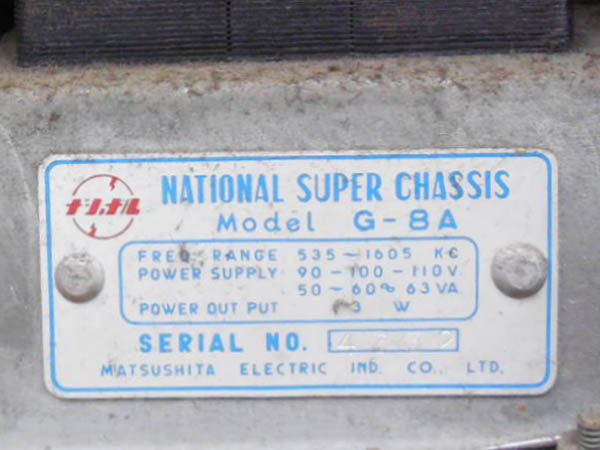 ナショナル
NATIONAL SUPER CHASSIS
Model G-8A
FREQ. RANGE 535~1605 KC
POWER SUPPLY 90-100-110V
50~60∿ 63VA
POWER OUT PUT 3 W
SERIAL NO.
MATSUSHITA ELECTRIC IND. CO., LTD.